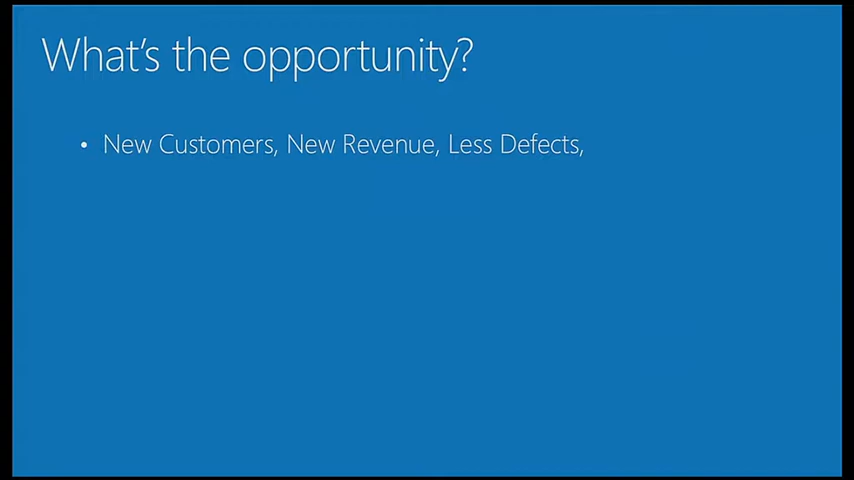 What's the opportunity?
• New Customers, New Revenue, Less Defects,